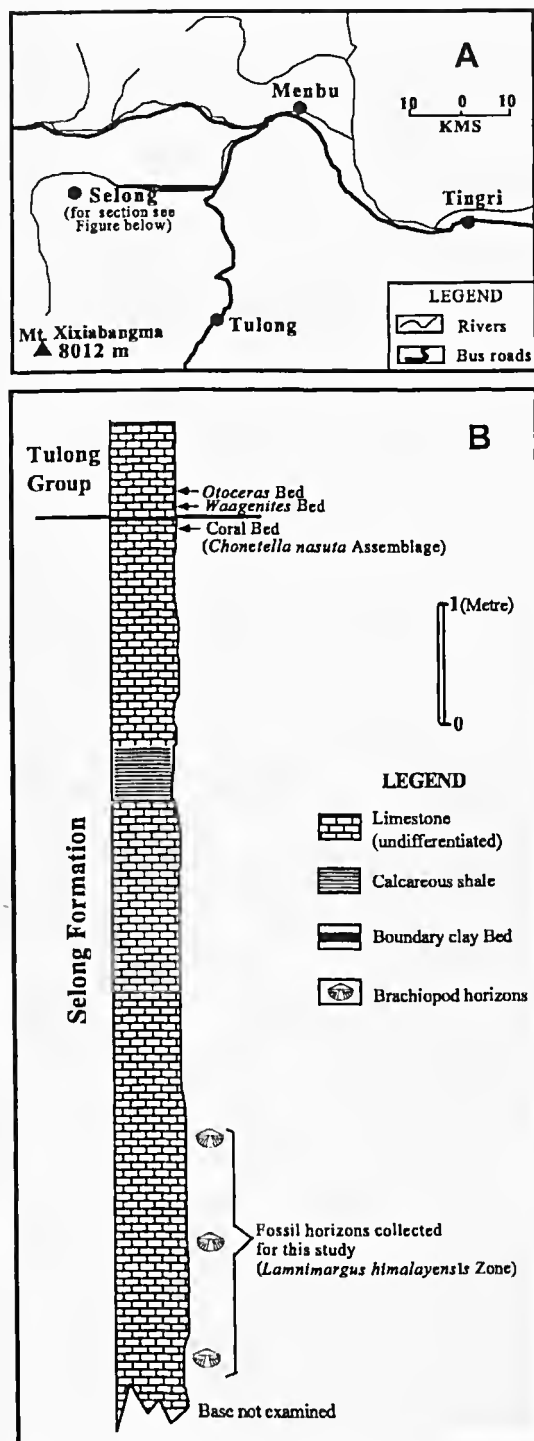 A
Menbu
10 0 10
KMS
Selong
(for section see
Figure below)
Tingri
Mt. Xixiabangma
8012 m
Tulong
LEGEND
Rivers
Bus roads
B
Tulong
Group
Otoceras Bed
Waagenites Bed
Coral Bed
(Chonetella nasuta Assemblage)
1 (Metre)
0
LEGEND
Limestone
(undifferentiated)
Calcareous shale
Boundary clay Bed
Brachiopod horizons
Selong Formation
Fossil horizons collected
for this study
(Lamnimargus himalayensis Zone)
Base not examined